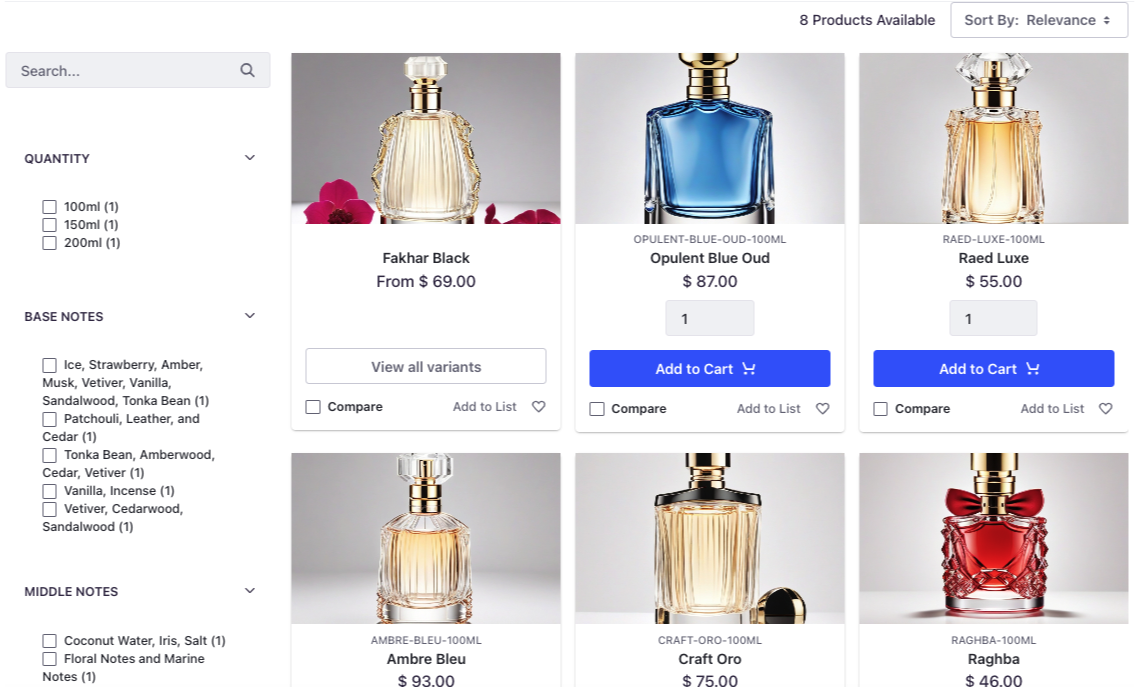 8 Products Available
Sort By: Relevance
Search...
QUANTITY
100ml (1)
150ml (1)
200ml (1)
BASE NOTES
Ice, Strawberry, Amber,
Musk, Vetiver, Vanilla,
Sandalwood, Tonka Bean (1)
Patchouli, Leather, and
Cedar (1)
Tonka Bean, Amberwood,
Cedar, Vetiver (1)
Vanilla, Incense (1)
Vetiver, Cedarwood,
Sandalwood (1)
MIDDLE NOTES
Coconut Water, Iris, Salt (1)
Floral Notes and Marine
Notes (1)
Fakhar Black
From $ 69.00
View all variants
Compare
Add to List
OPULENT-BLUE-OUD-100ML
Opulent Blue Oud
$ 87.00
1
Add to Cart
Compare
Add to List
RAED-LUXE-100ML
Raed Luxe
$ 55.00
1
Add to Cart
Compare
Add to List
AMBRE-BLEU-100ML
Ambre Bleu
$ 93.00
CRAFT-ORO-100ML
Craft Oro
$ 75.00
RAGHBA-100ML
Raghba
$ 46.00